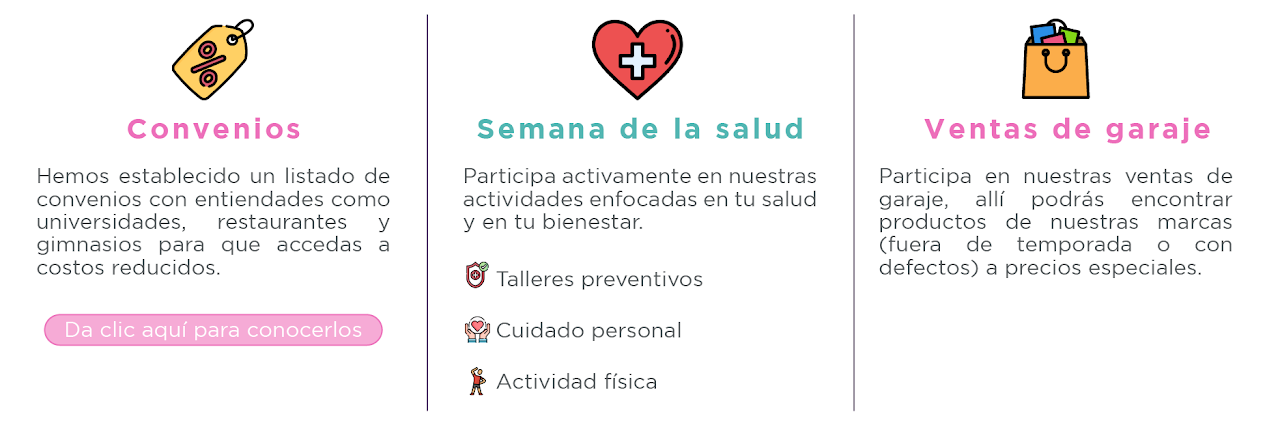 Convenios
Hemos establecido un listado de
convenios con entiendades como
universidades, restaurantes y
gimnasios para que accedas a
costos reducidos.
Da clic aquí para conocerlos
Semana de la salud
Participa activamente en nuestras
actividades enfocadas en tu salud
y en tu bienestar.
Talleres preventivos
Cuidado personal
Actividad física
Ventas de garaje
Participa en nuestras ventas de
garaje, allí podrás encontrar
productos de nuestras marcas
(fuera de temporada o con
defectos) a precios especiales.